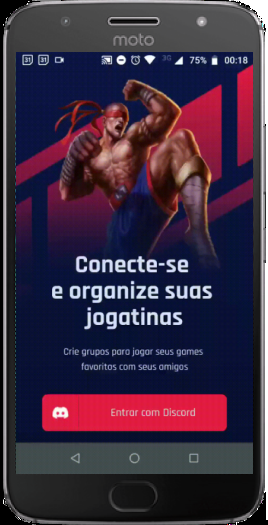 moto
31 31 3G 75% 00:18
Conecte-se
e organize suas
jogatinas
Crie grupos para jogar seus games
favoritos com seus amigos
Entrar com Discord